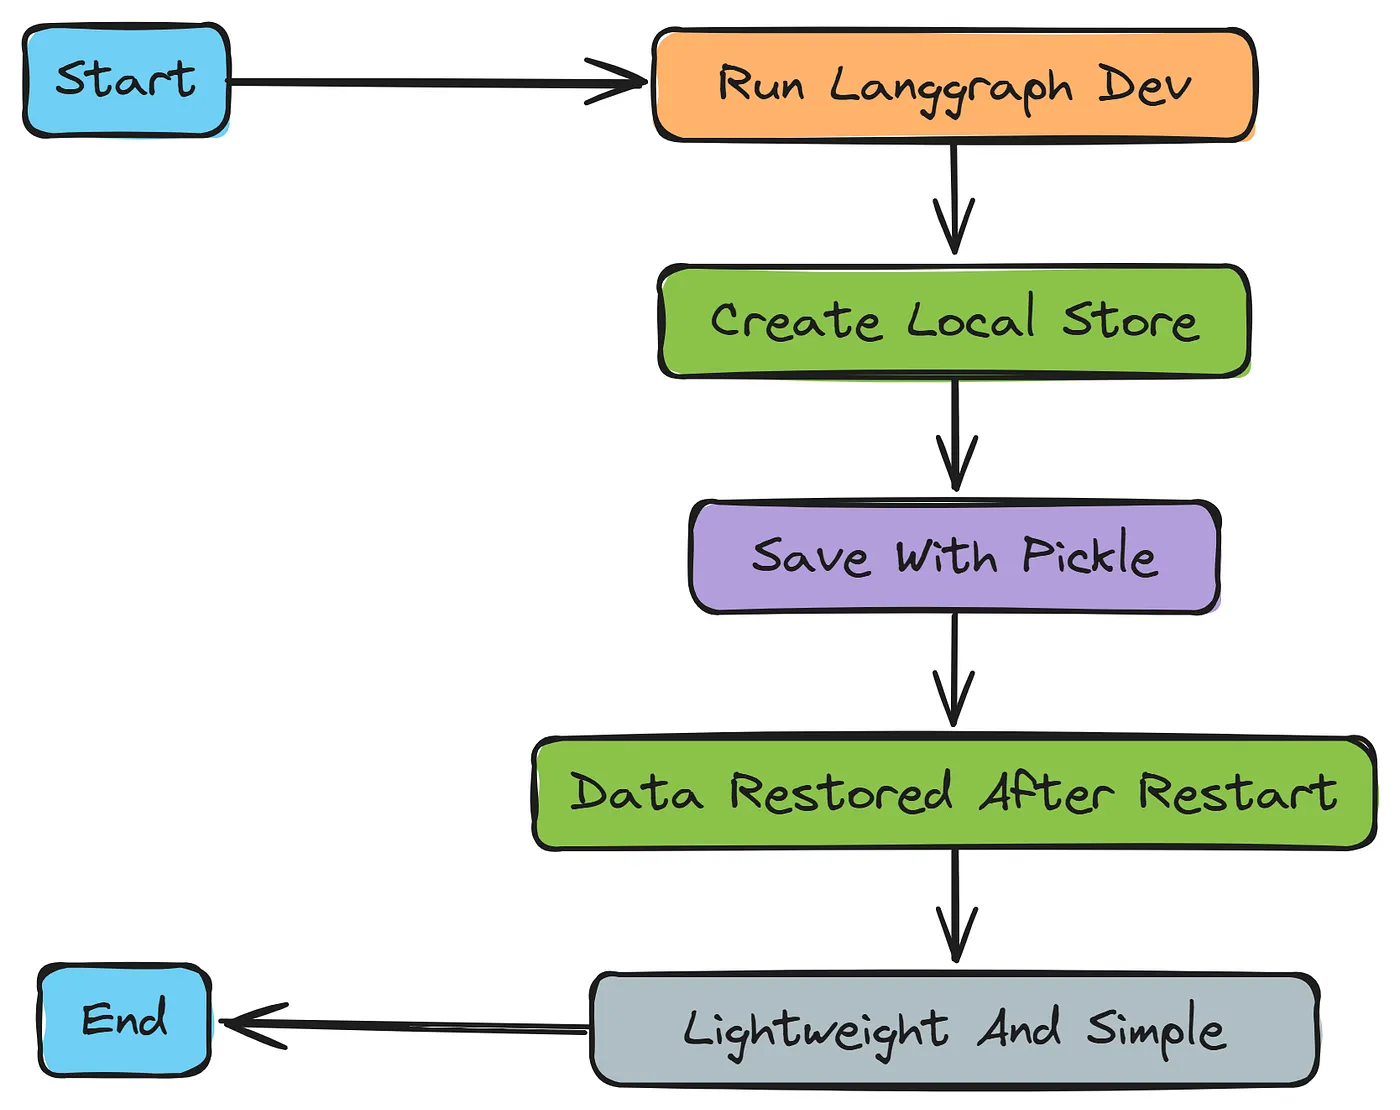 Start
Run Langgraph Dev
Create Local Store
Save With Pickle
Data Restored After Restart
Lightweight And Simple
End